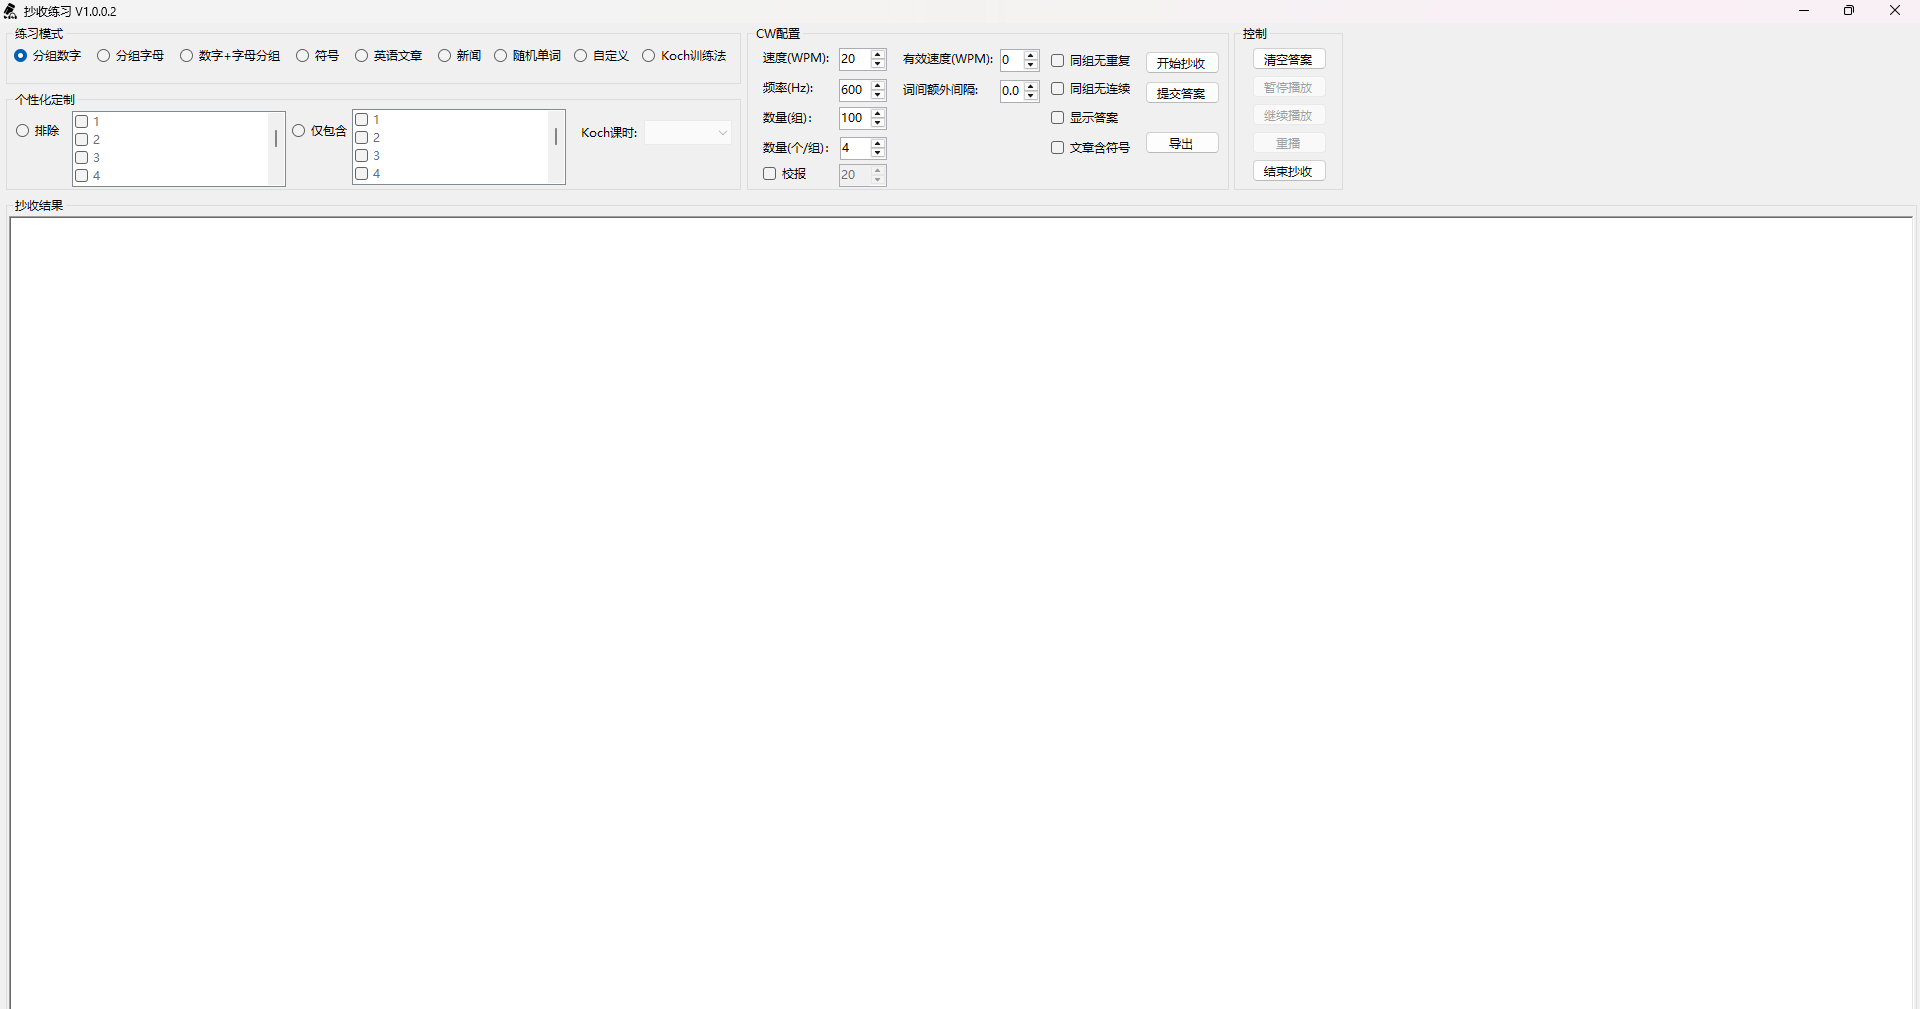 抄收练习 V1.0.0.2
练习模式
分组数字 分组字母 数字+字母分组 符号 英语文章 新闻 随机单词 自定义 Koch训练法
个性化定制
排除
1
2
3
4
仅包含
1
2
3
4
Koch课时:
CW配置
速度(WPM): 20 有效速度(WPM): 0 同组无重复 开始抄收
频率(Hz): 600 词间额外间隔: 0.0 同组无连续 提交答案
数量(组): 100 显示答案
数量(个/组): 4 文章含符号 导出
校报 20
控制
清空答案
暂停播放
继续播放
重播
结束抄收
抄收结果